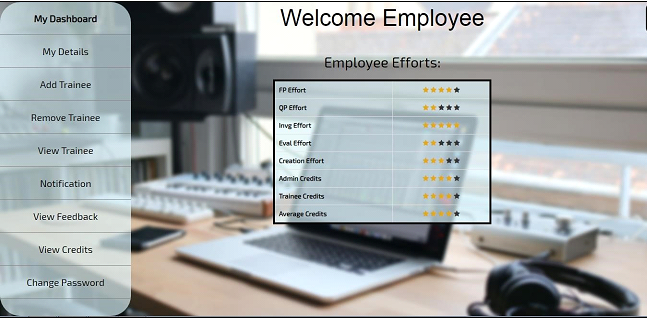 Welcome Employee
My Dashboard
My Details
Add Trainee
Remove Trainee
View Trainee
Notification
View Feedback
View Credits
Change Password
Employee Efforts:
FP Effort
QP Effort
Invg Effort
Eval Effort
Creation Effort
Admin Credits
Trainee Credits
Average Credits